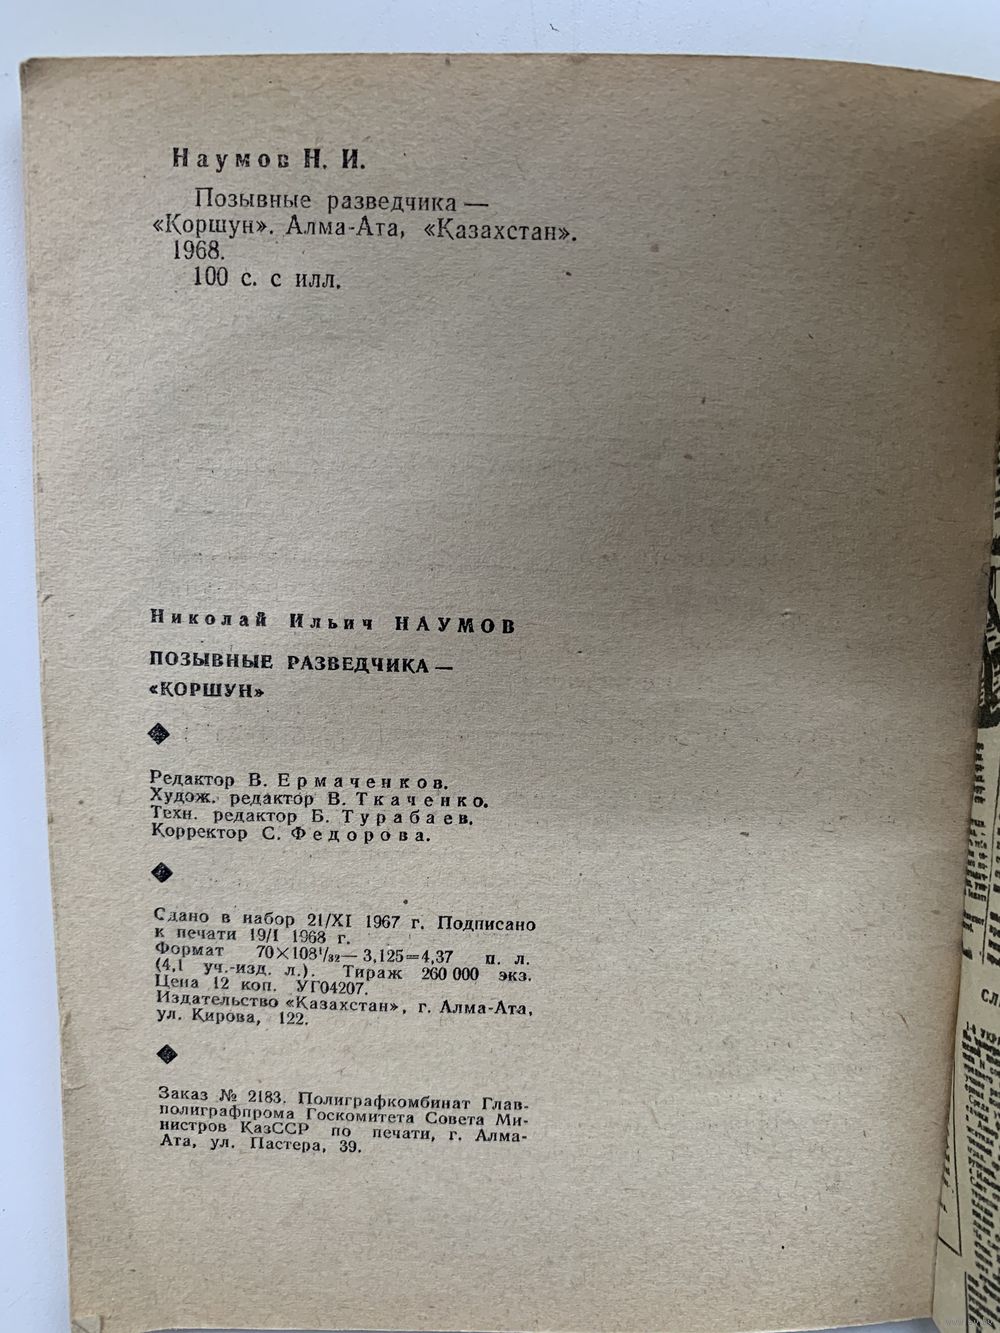 Наумов Н. И.
Позывные разведчика —
«Коршун». Алма-Ата, «Казахстан».
1968.
100 с. с илл.
Николай Ильич НАУМОВ
ПОЗЫВНЫЕ РАЗВЕДЧИКА —
«КОРШУН»
Редактор В. Ермаченков.
Худож. редактор В. Ткаченко.
Техн. редактор Б. Турабаев.
Корректор С. Федорова.
Сдано в набор 21/XI 1967 г. Подписано
к печати 19/I 1968 г.
Формат 70×108¹/₃₂— 3,125=4,37 п. л.
(4,1 уч.-изд. л.). Тираж 260 000 экз.
Цена 12 коп. УГ04207.
Издательство «Казахстан», г. Алма-Ата,
ул. Кирова, 122.
Заказ № 2183. Полиграфкомбинат Глав-
полиграфпрома Госкомитета Совета Ми-
нистров КазССР по печати, г. Алма-
Ата, ул. Пастера, 39.